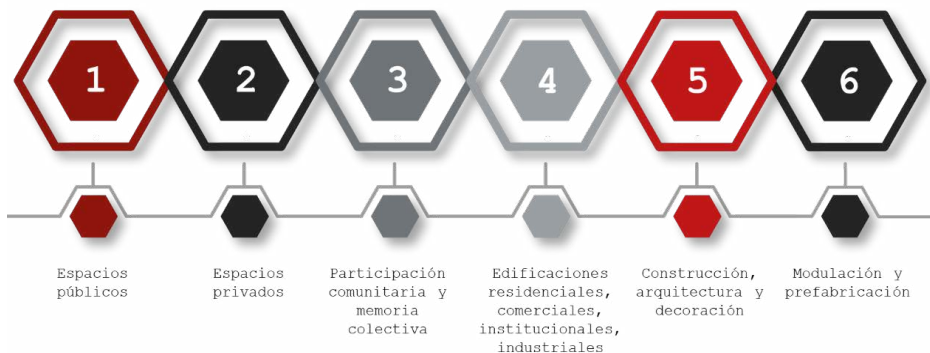 1
2
3
4
5
6
Espacios
públicos
Espacios
privados
Participación
comunitaria y
memoria
colectiva
Edificaciones
residenciales,
comerciales,
institucionales,
industriales
Construcción,
arquitectura y
decoración
Modulación y
prefabricación